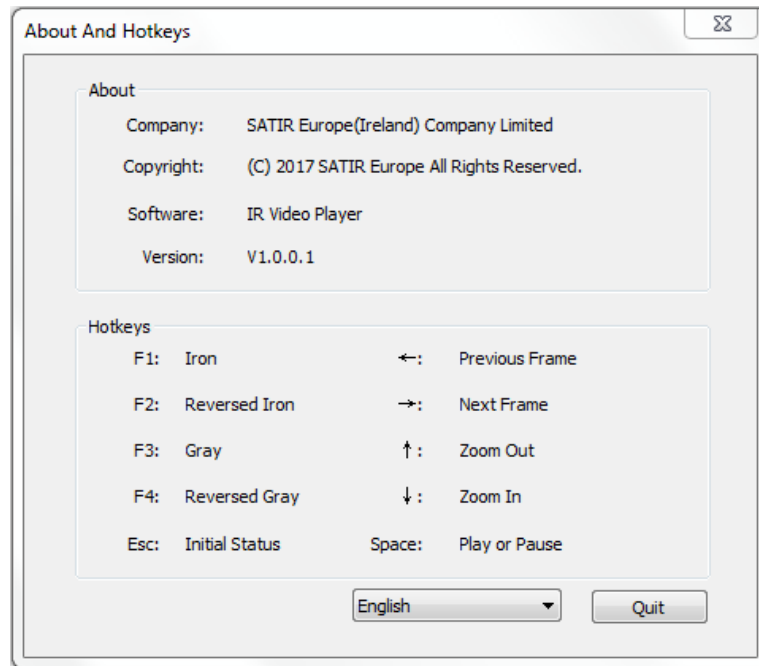 About And Hotkeys
About
Company: SATIR Europe(Ireland) Company Limited
Copyright: (C) 2017 SATIR Europe All Rights Reserved.
Software: IR Video Player
Version: V1.0.0.1
Hotkeys
F1: Iron ←: Previous Frame
F2: Reversed Iron →: Next Frame
F3: Gray ↑: Zoom Out
F4: Reversed Gray ↓: Zoom In
Esc: Initial Status Space: Play or Pause
English Quit